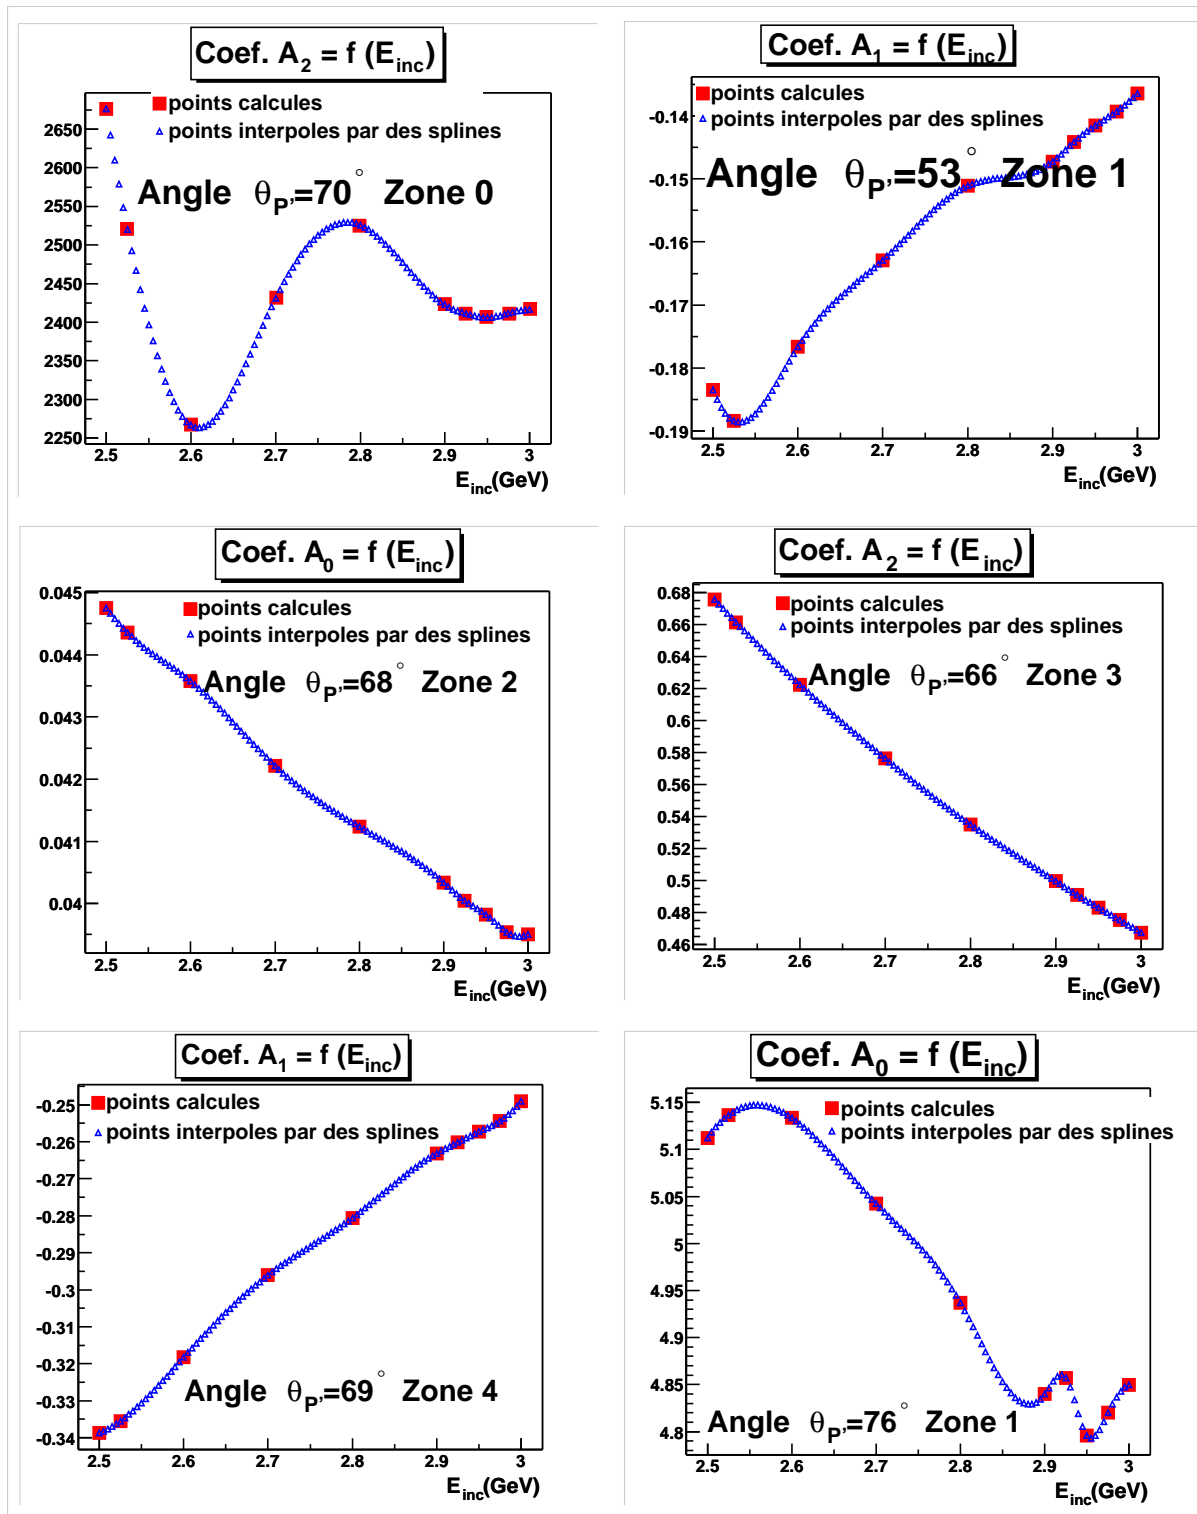 Coef. A2 = f (Einc)
points calcules
points interpoles par des splines
Angle θP'=70° Zone 0
2650
2600
2550
2500
2450
2400
2350
2300
2250
2.5 2.6 2.7 2.8 2.9 3
Einc(GeV)
Coef. A1 = f (Einc)
points calcules
points interpoles par des splines
Angle θP'=53° Zone 1
-0.14
-0.15
-0.16
-0.17
-0.18
-0.19
2.5 2.6 2.7 2.8 2.9 3
Einc(GeV)
Coef. A0 = f (Einc)
points calcules
points interpoles par des splines
Angle θP'=68° Zone 2
0.045
0.044
0.043
0.042
0.041
0.04
2.5 2.6 2.7 2.8 2.9 3
Einc(GeV)
Coef. A2 = f (Einc)
points calcules
points interpoles par des splines
Angle θP'=66° Zone 3
0.68
0.66
0.64
0.62
0.6
0.58
0.56
0.54
0.52
0.5
0.48
0.46
2.5 2.6 2.7 2.8 2.9 3
Einc(GeV)
Coef. A1 = f (Einc)
points calcules
points interpoles par des splines
-0.25
-0.26
-0.27
-0.28
-0.29
-0.3
-0.31
-0.32
-0.33
-0.34
Angle θP'=69° Zone 4
2.5 2.6 2.7 2.8 2.9 3
Einc(GeV)
Coef. A0 = f (Einc)
points calcules
points interpoles par des splines
5.15
5.1
5.05
5
4.95
4.9
4.85
4.8
Angle θP'=76° Zone 1
2.5 2.6 2.7 2.8 2.9 3
Einc(GeV)